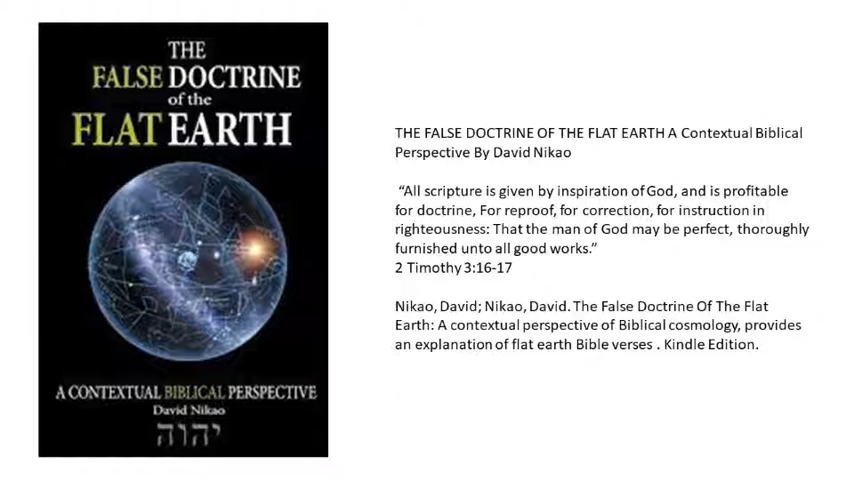 THE
FALSE DOCTRINE
of the
FLAT EARTH
A CONTEXTUAL BIBLICAL PERSPECTIVE
David Nikao
יהוה
THE FALSE DOCTRINE OF THE FLAT EARTH A Contextual Biblical
Perspective By David Nikao
“All scripture is given by inspiration of God, and is profitable
for doctrine, For reproof, for correction, for instruction in
righteousness: That the man of God may be perfect, thoroughly
furnished unto all good works.”
2 Timothy 3:16-17
Nikao, David; Nikao, David. The False Doctrine Of The Flat
Earth: A contextual perspective of Biblical cosmology, provides
an explanation of flat earth Bible verses . Kindle Edition.